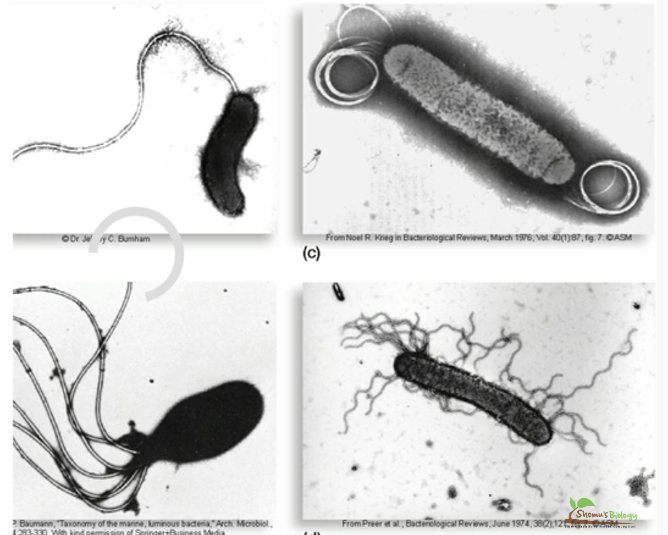 © Dr. Jeffrey C. Burnham
From Noel R. Krieg in Bacteriological Reviews, March 1976, Vol. 40(1):87, fig. 7. ©ASM
(c)
P. Baumann, "Taxonomy of the marine, luminous bacteria," Arch. Microbiol.,
283-330. With kind permission of Springer+Business Media
From Preer et al., Bacteriological Reviews, June 1974, 38(2);
Shomu's Biology